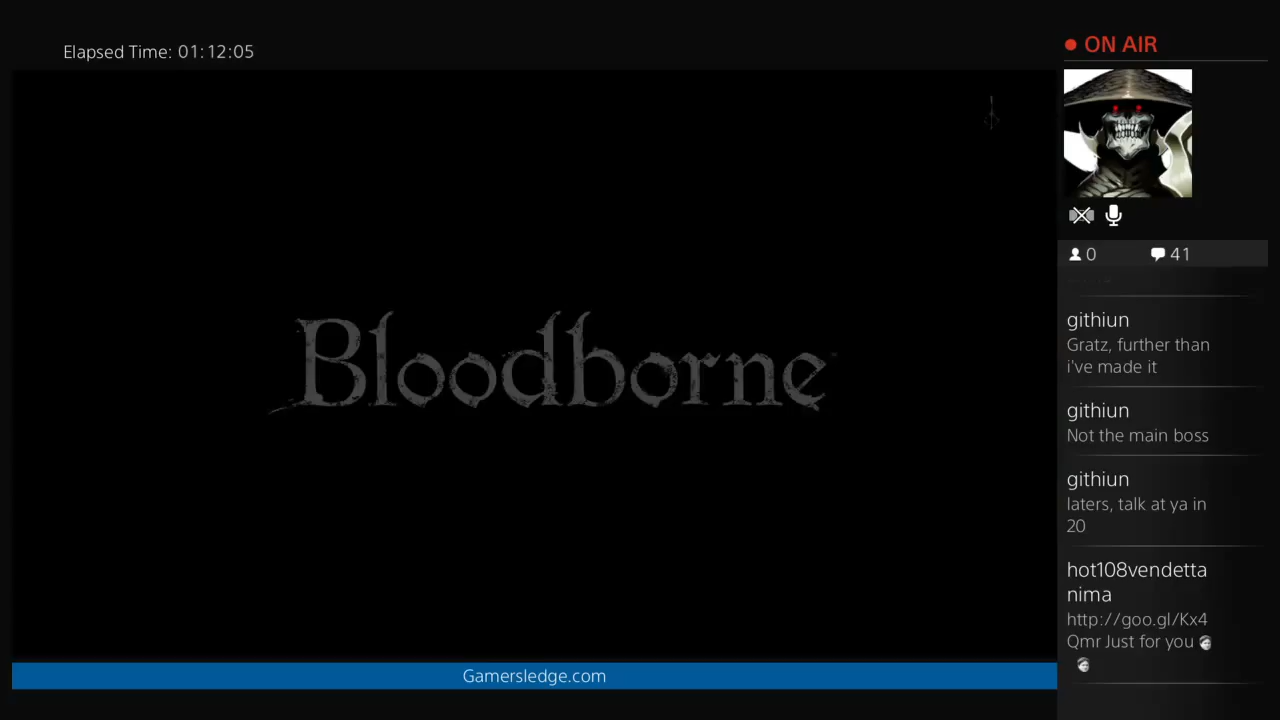 Elapsed Time: 01:12:05
ON AIR
0 41
githiun
Gratz, further than
i've made it
githiun
Not the main boss
githiun
laters, talk at ya in
20
hot108vendetta
nima
http://goo.gl/Kx4
Qmr Just for you
Bloodborne
Gamersledge.com